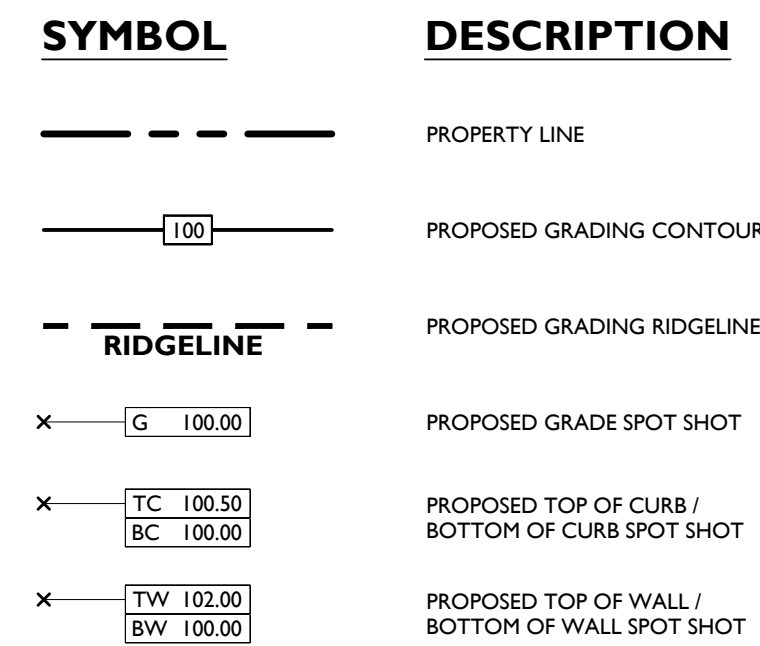 SYMBOL DESCRIPTION
PROPERTY LINE
100 PROPOSED GRADING CONTOUR
RIDGELINE PROPOSED GRADING RIDGELINE
G 100.00 PROPOSED GRADE SPOT SHOT
TC 100.50 PROPOSED TOP OF CURB /
BC 100.00 BOTTOM OF CURB SPOT SHOT
TW 102.00 PROPOSED TOP OF WALL /
BW 100.00 BOTTOM OF WALL SPOT SHOT